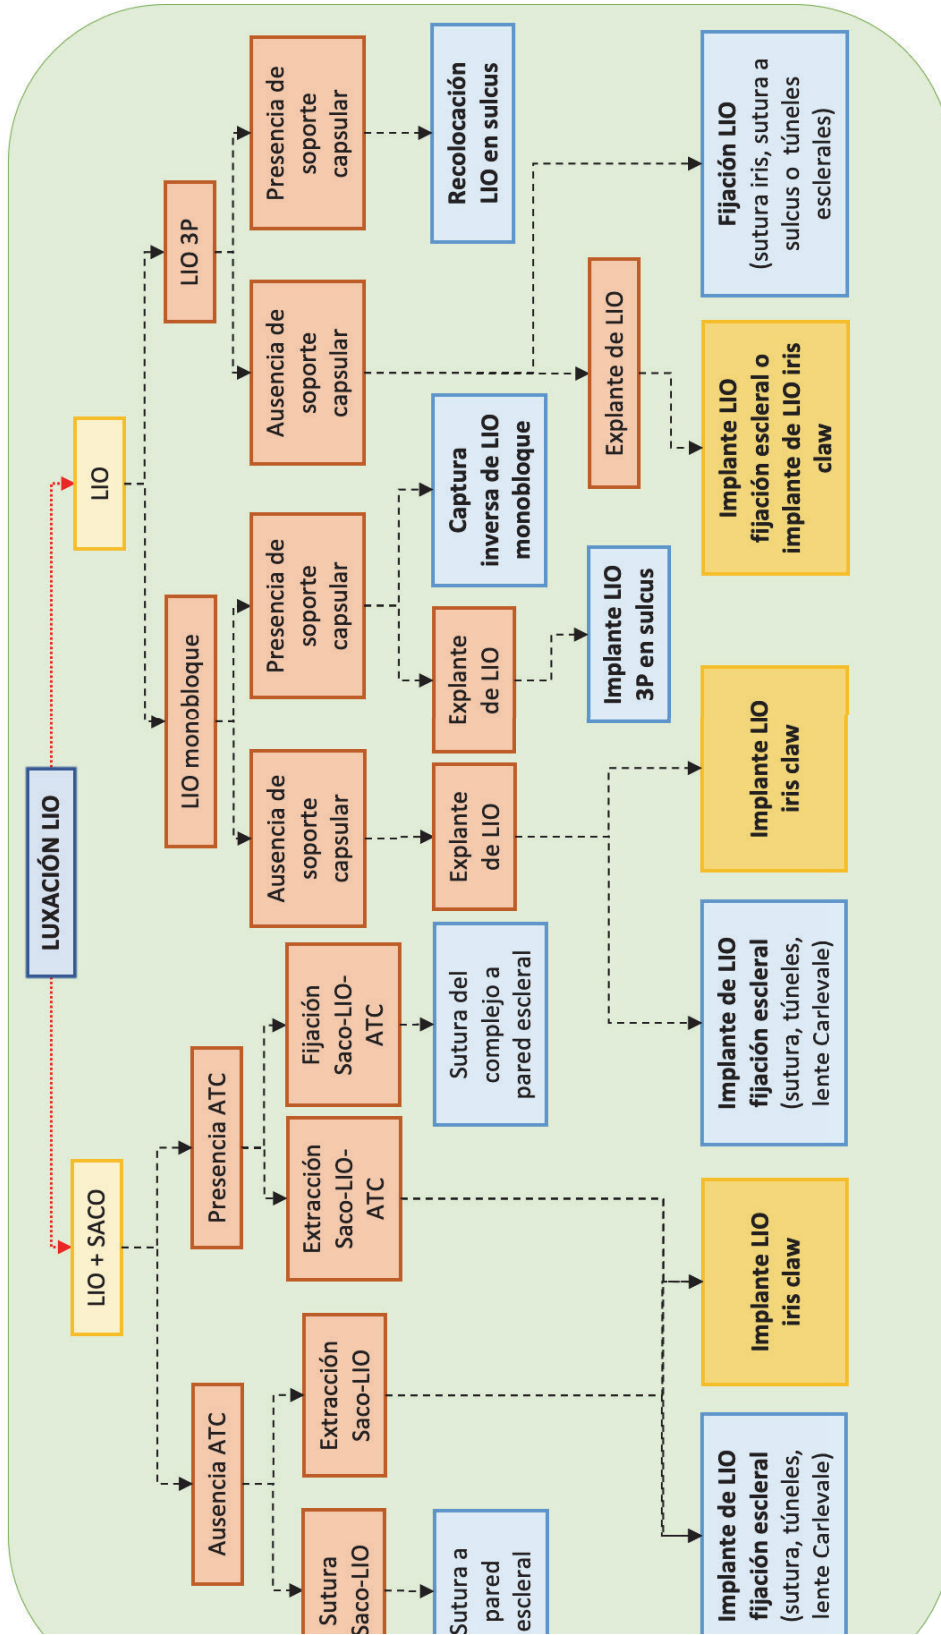 LUXACIÓN LIO
LIO + SACO
LIO
Ausencia ATC
Presencia ATC
LIO monobloque
LIO 3P
Sutura
Saco-LIO
Extracción
Saco-LIO
Extracción
Saco-LIO-
ATC
Fijación
Saco-LIO-
ATC
Ausencia de
soporte
capsular
Presencia de
soporte
capsular
Ausencia de
soporte
capsular
Presencia de
soporte
capsular
Sutura a
pared
escleral
Sutura del
complejo a
pared escleral
Explante
de LIO
Explante
de LIO
Captura
inversa de LIO
monobloque
Recolocación
LIO en sulcus
Implante LIO
3P en sulcus
Explante de LIO
Implante de LIO
fijación escleral
(sutura, túneles,
lente Carlevale)
Implante LIO
iris claw
Implante de LIO
fijación escleral
(sutura, túneles,
lente Carlevale)
Implante LIO
iris claw
Implante LIO
fijación escleral o
implante de LIO iris
claw
Fijación LIO
(sutura iris, sutura a
sulcus o túneles
esclerales)